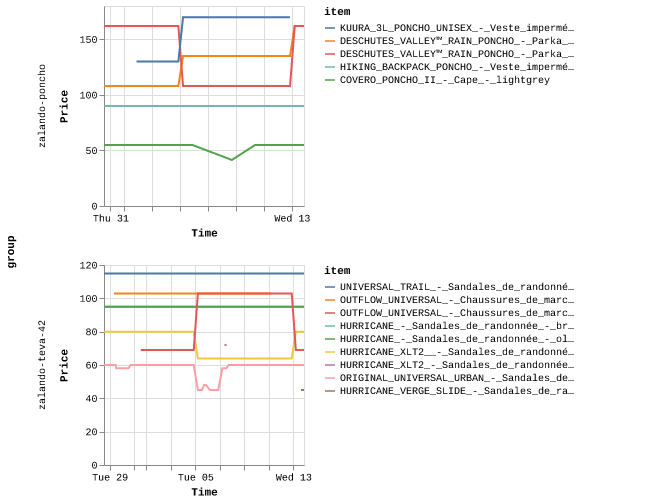 item
KUURA_3L_PONCHO_UNISEX_-_Veste_impermé…
DESCHUTES_VALLEY™_RAIN_PONCHO_-_Parka_…
DESCHUTES_VALLEY™_RAIN_PONCHO_-_Parka_…
HIKING_BACKPACK_PONCHO_-_Veste_impermé…
COVERO_PONCHO_II_-_Cape_-_lightgrey
150
100
50
0
Price
zalando-poncho
Thu 31 Wed 13
Time
group
item
UNIVERSAL_TRAIL_-_Sandales_de_randonné…
OUTFLOW_UNIVERSAL_-_Chaussures_de_marc…
OUTFLOW_UNIVERSAL_-_Chaussures_de_marc…
HURRICANE_-_Sandales_de_randonnée_-_br…
HURRICANE_-_Sandales_de_randonnée_-_ol…
HURRICANE_XLT2__-_Sandales_de_randonné…
HURRICANE_XLT2_-_Sandales_de_randonnée…
ORIGINAL_UNIVERSAL_URBAN_-_Sandales_de…
HURRICANE_VERGE_SLIDE_-_Sandales_de_ra…
120
100
80
60
40
20
0
Price
zalando-teva-42
Tue 29 Tue 05 Wed 13
Time